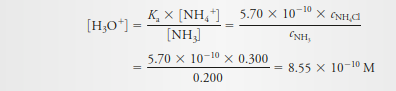 [H₃O⁺] = Kₐ × [NH₄⁺] / [NH₃] = 5.70 × 10⁻¹⁰ × c_NH₄Cl / c_NH₃
= 5.70 × 10⁻¹⁰ × 0.300 / 0.200 = 8.55 × 10⁻¹⁰ M